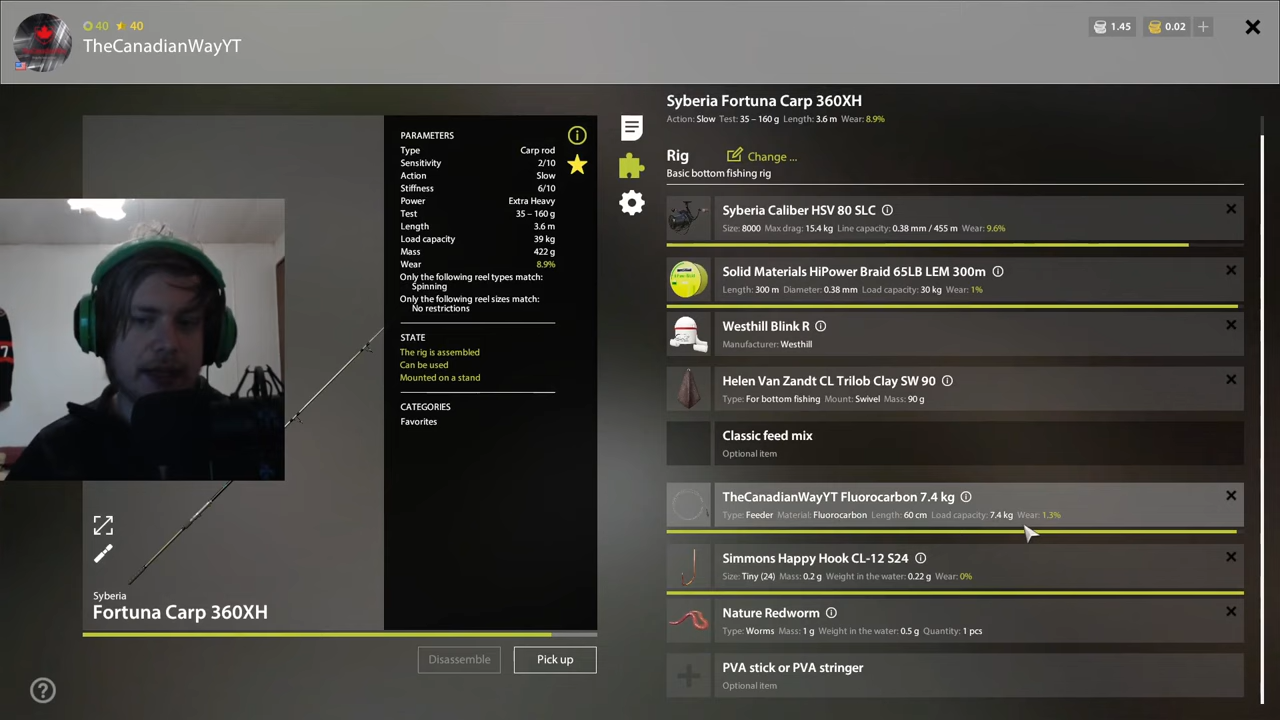 40 40
TheCanadianWayYT
1.45
0.02
PARAMETERS
Type Carp rod
Sensitivity 2/10
Action Slow
Stiffness 6/10
Power Extra Heavy
Test 35 – 160 g
Length 3.6 m
Load capacity 39 kg
Mass 422 g
Wear 8.9%
Only the following reel types match:
Spinning
Only the following reel sizes match:
No restrictions
STATE
The rig is assembled
Can be used
Mounted on a stand
CATEGORIES
Favorites
7
Syberia
Fortuna Carp 360XH
Disassemble
Pick up
?
Syberia Fortuna Carp 360XH
Action: Slow Test: 35 – 160 g Length: 3.6 m Wear: 8.9%
Rig Change ...
Basic bottom fishing rig
Syberia Caliber HSV 80 SLC
Size: 8000 Max drag: 15.4 kg Line capacity: 0.38 mm / 455 m Wear: 9.6%
Solid Materials HiPower Braid 65LB LEM 300m
Length: 300 m Diameter: 0.38 mm Load capacity: 30 kg Wear: 1%
Westhill Blink R
Manufacturer: Westhill
Helen Van Zandt CL Trilob Clay SW 90
Type: For bottom fishing Mount: Swivel Mass: 90 g
Classic feed mix
Optional item
TheCanadianWayYT Fluorocarbon 7.4 kg
Type: Feeder Material: Fluorocarbon Length: 60 cm Load capacity: 7.4 kg Wear: 1.3%
Simmons Happy Hook CL-12 S24
Size: Tiny (24) Mass: 0.2 g Weight in the water: 0.22 g Wear: 0%
Nature Redworm
Type: Worms Mass: 1 g Weight in the water: 0.5 g Quantity: 1 pcs
PVA stick or PVA stringer
Optional item